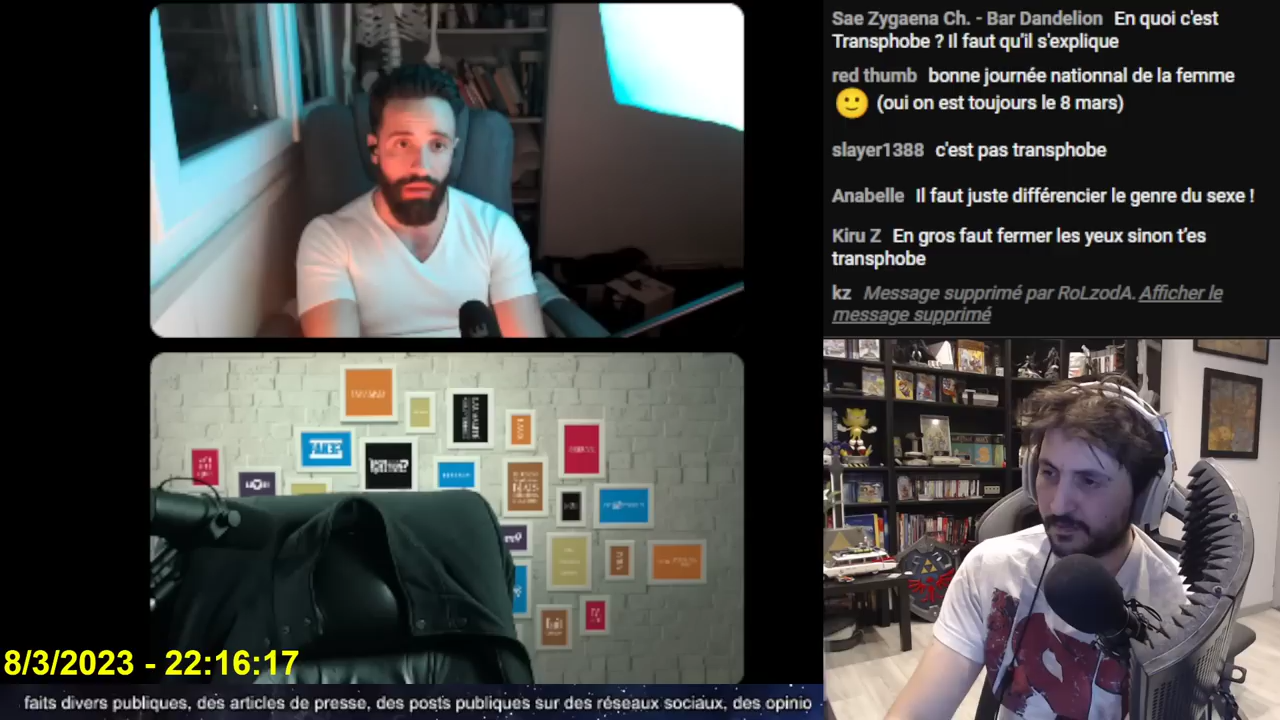 Sae Zygaena Ch. - Bar Dandelion En quoi c'est
Transphobe ? Il faut qu'il s'explique
red thumb bonne journée nationnal de la femme
🙂 (oui on est toujours le 8 mars)
slayer1388 c'est pas transphobe
Anabelle Il faut juste différencier le genre du sexe !
Kiru Z En gros faut fermer les yeux sinon t'es
transphobe
kz Message supprimé par RoLzodA. Afficher le
message supprimé
8/3/2023 - 22:16:17
faits divers publiques, des articles de presse, des posts publiques sur des réseaux sociaux, des opinio